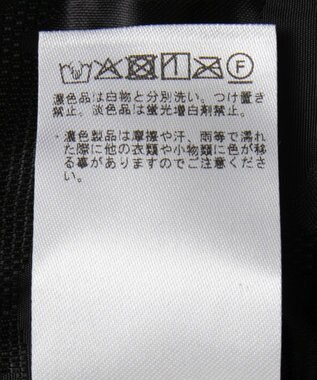 F
濃色品は白物と分別洗い、つけ置き
禁止。淡色品は蛍光増白剤禁止。
・濃色製品は摩擦や汗、雨等で濡れ
た際に他の衣類や小物類に色が移
る事がありますのでご注意くださ
い。